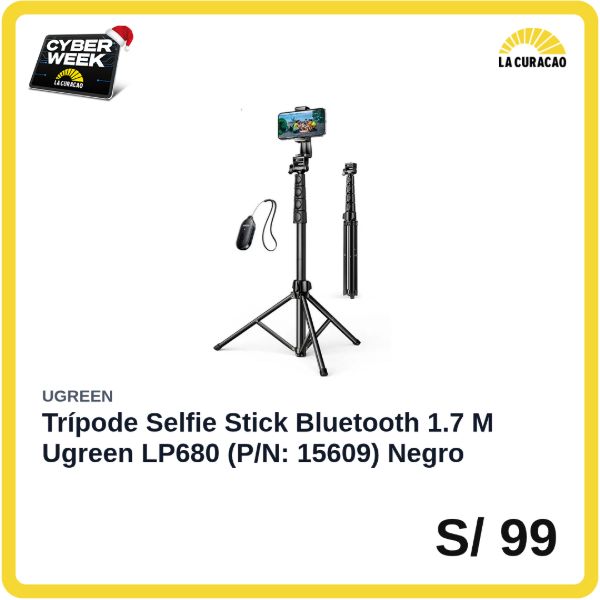 CYBER
WEEK
LA CURACAO
LA CURACAO
UGREEN
Trípode Selfie Stick Bluetooth 1.7 M
Ugreen LP680 (P/N: 15609) Negro
S/ 99